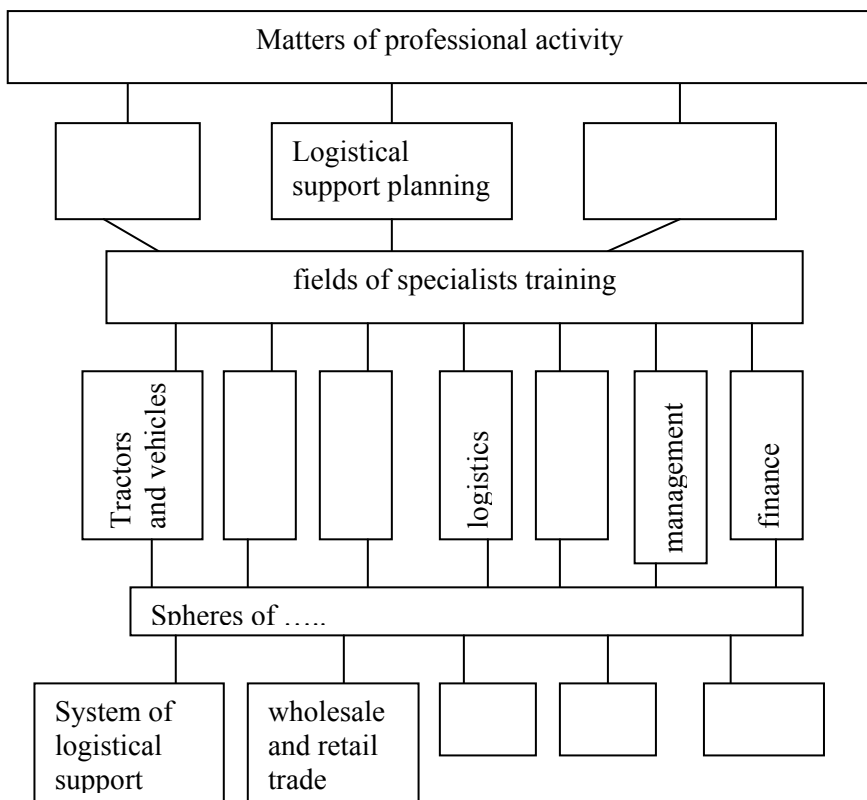 Matters of professional activity
Logistical
support planning
fields of specialists training
Tractors
and vehicles
logistics
management
finance
Spheres of …..
System of
logistical
support
wholesale
and retail
trade